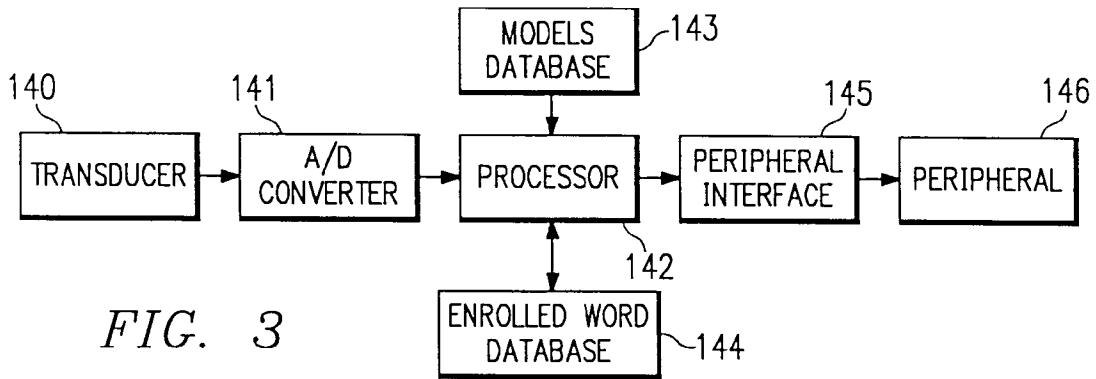 MODELS
DATABASE
143
140
TRANSDUCER
141
A/D
CONVERTER
PROCESSOR
142
145
PERIPHERAL
INTERFACE
146
PERIPHERAL
ENROLLED WORD
DATABASE
144
FIG. 3